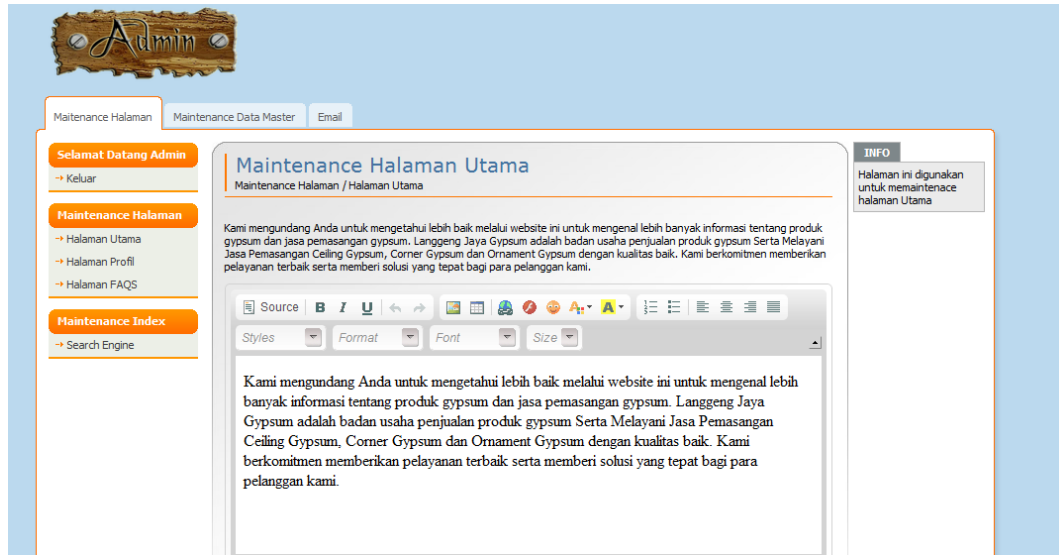 Admin
Maitenance Halaman
Maintenance Data Master
Email
Selamat Datang Admin
Keluar
Maintenance Halaman
Halaman Utama
Halaman Profil
Halaman FAQS
Maintenance Index
Search Engine
Maintenance Halaman Utama
Maintenance Halaman / Halaman Utama
Kami mengundang Anda untuk mengetahui lebih baik melalui website ini untuk mengenal lebih banyak informasi tentang produk
gypsum dan jasa pemasangan gypsum. Langgeng Jaya Gypsum adalah badan usaha penjualan produk gypsum Serta Melayani
Jasa Pemasangan Ceiling Gypsum, Corner Gypsum dan Ornament Gypsum dengan kualitas baik. Kami berkomitmen memberikan
pelayanan terbaik serta memberi solusi yang tepat bagi para pelanggan kami.
Source B I U A A
Styles Format Font Size
Kami mengundang Anda untuk mengetahui lebih baik melalui website ini untuk mengenal lebih
banyak informasi tentang produk gypsum dan jasa pemasangan gypsum. Langgeng Jaya
Gypsum adalah badan usaha penjualan produk gypsum Serta Melayani Jasa Pemasangan
Ceiling Gypsum, Corner Gypsum dan Ornament Gypsum dengan kualitas baik. Kami
berkomitmen memberikan pelayanan terbaik serta memberi solusi yang tepat bagi para
pelanggan kami.
INFO
Halaman ini digunakan
untuk memaintenace
halaman Utama